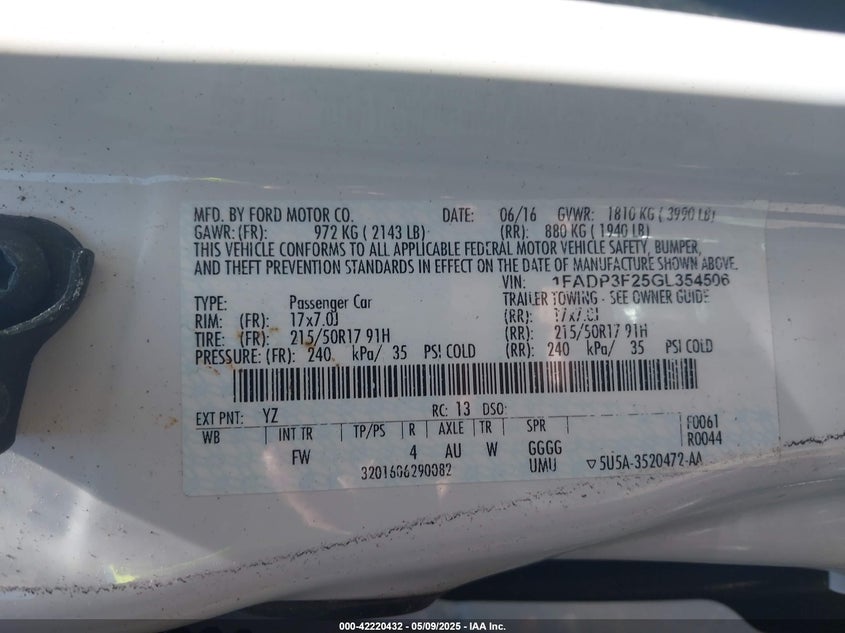 MFD. BY FORD MOTOR CO. DATE: 06/16 GVWR: 1810 KG ( 3990 LB)
GAWR: (FR): 972 KG ( 2143 LB) (RR): 880 KG ( 1940 LB)
THIS VEHICLE CONFORMS TO ALL APPLICABLE FEDERAL MOTOR VEHICLE SAFETY, BUMPER,
AND THEFT PREVENTION STANDARDS IN EFFECT ON THE DATE OF MANUFACTURE SHOWN ABOVE.
VIN: 1FADP3F25GL354506
TYPE: Passenger Car TRAILER TOWING - SEE OWNER GUIDE
RIM: (FR): 17x7.0J (RR): 17x7.0J
TIRE: (FR): 215/50R17 91H (RR): 215/50R17 91H
PRESSURE: (FR): 240 kPa/ 35 PSI COLD (RR): 240 kPa/ 35 PSI COLD
EXT PNT: YZ RC: 13 DSO:
WB INT TR TP/PS R AXLE TR SPR F0061
R0044
FW 4 AU W GGGG
3201606290082 UMU ▽5U5A-3520472-AA
000-42220432 - 05/09/2025 - IAA Inc.